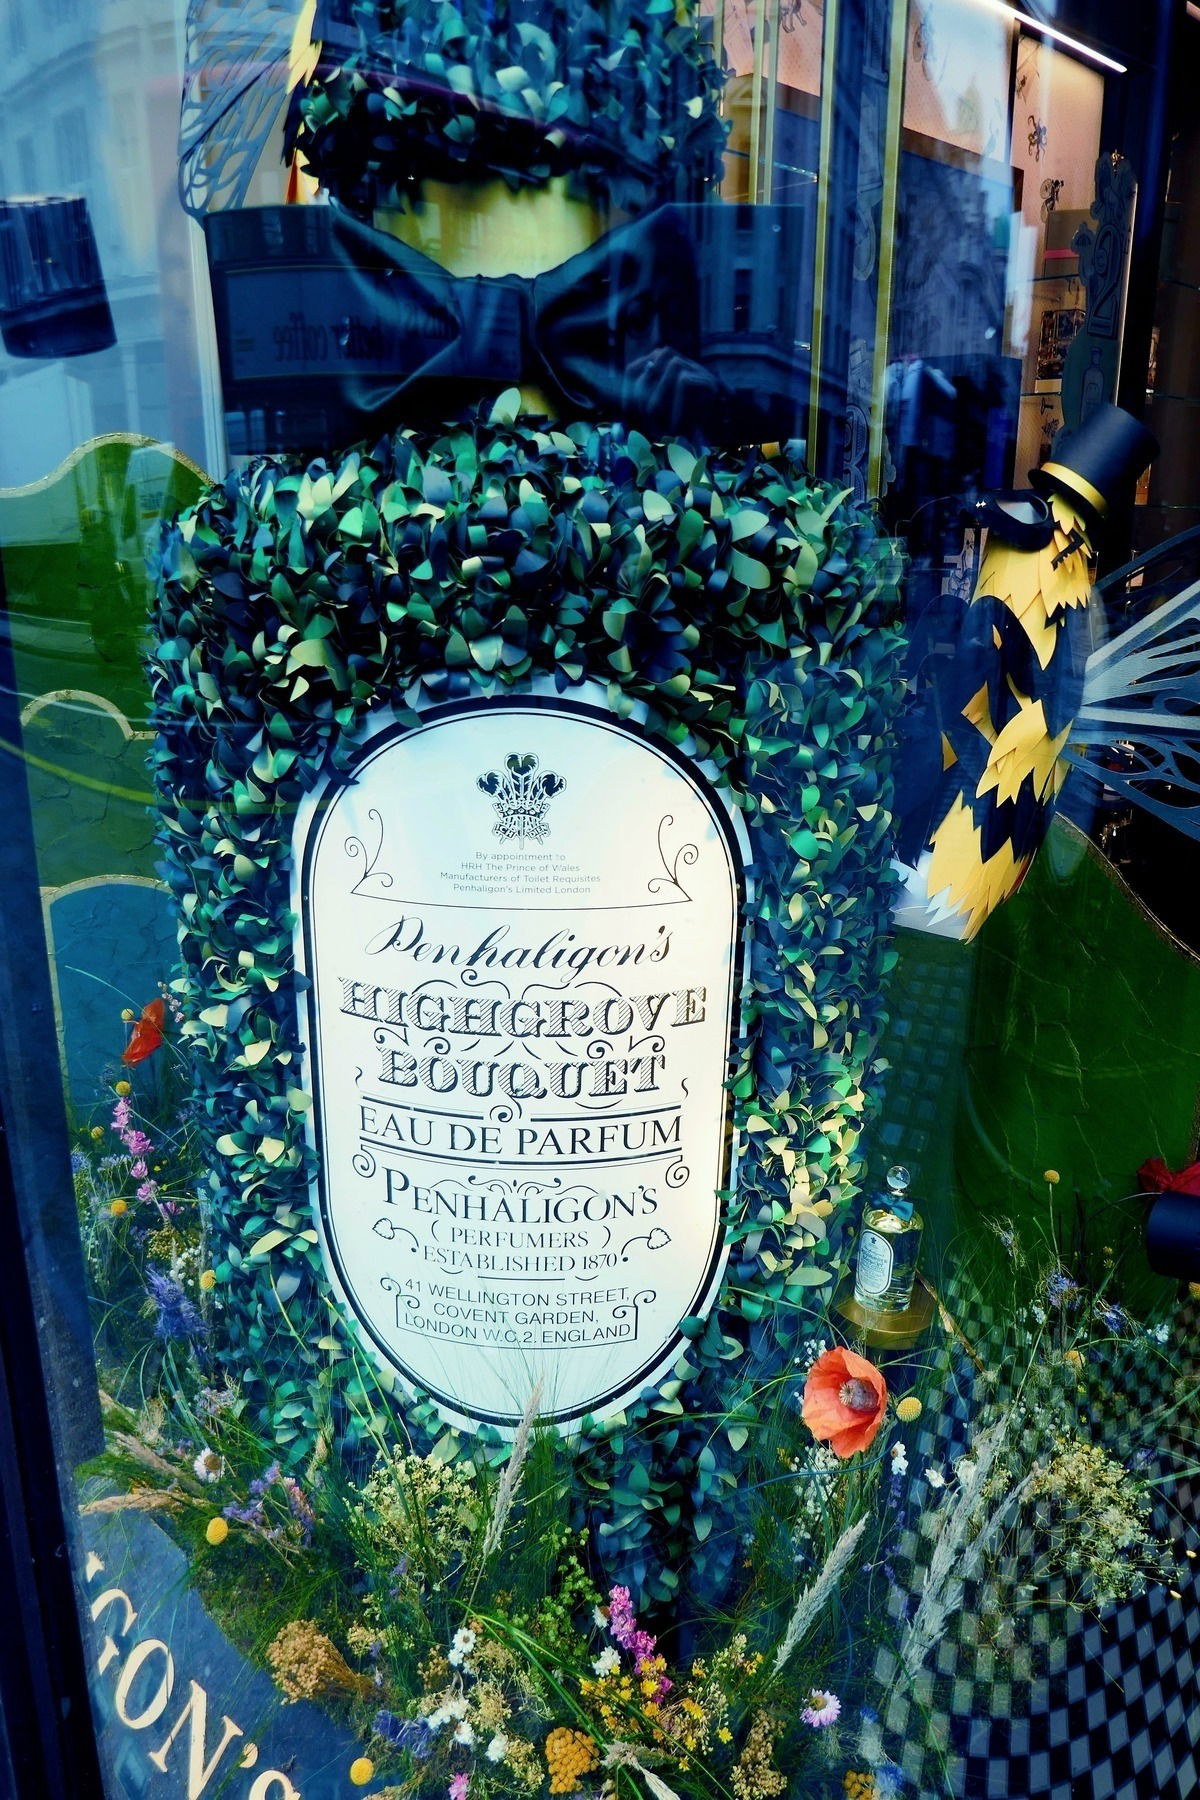 By appointment to
HRH The Prince of Wales
Manufacturers of Toilet Requisites
Penhaligon's Limited London
Penhaligon's
HIGHGROVE
BOUQUET
EAU DE PARFUM
PENHALIGON'S
( PERFUMERS )
ESTABLISHED 1870
41 WELLINGTON STREET,
COVENT GARDEN,
LONDON W.C.2. ENGLAND
GON'S